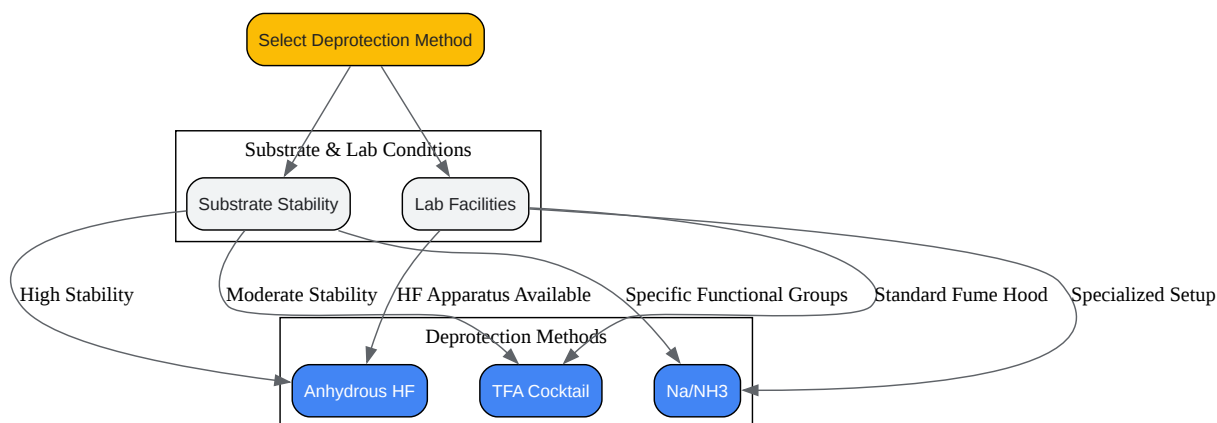 Select Deprotection Method
Substrate & Lab Conditions
Substrate Stability
Lab Facilities
High Stability
Moderate Stability
HF Apparatus Available
Specific Functional Groups
Standard Fume Hood
Specialized Setup
Deprotection Methods
Anhydrous HF
TFA Cocktail
Na/NH3